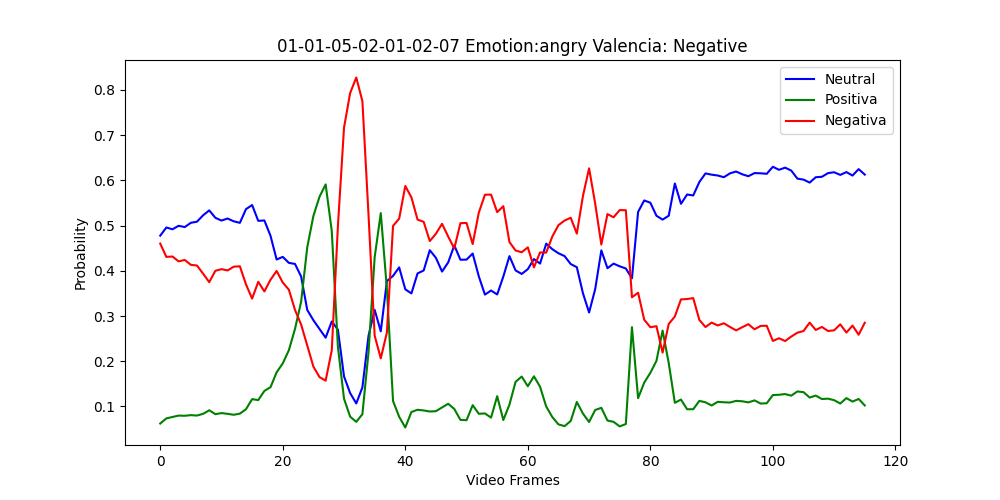 01-01-05-02-01-02-07 Emotion:angry Valencia: Negative
Neutral
Positiva
Negativa
Probability
0.8
0.7
0.6
0.5
0.4
0.3
0.2
0.1
0 20 40 60 80 100 120
Video Frames